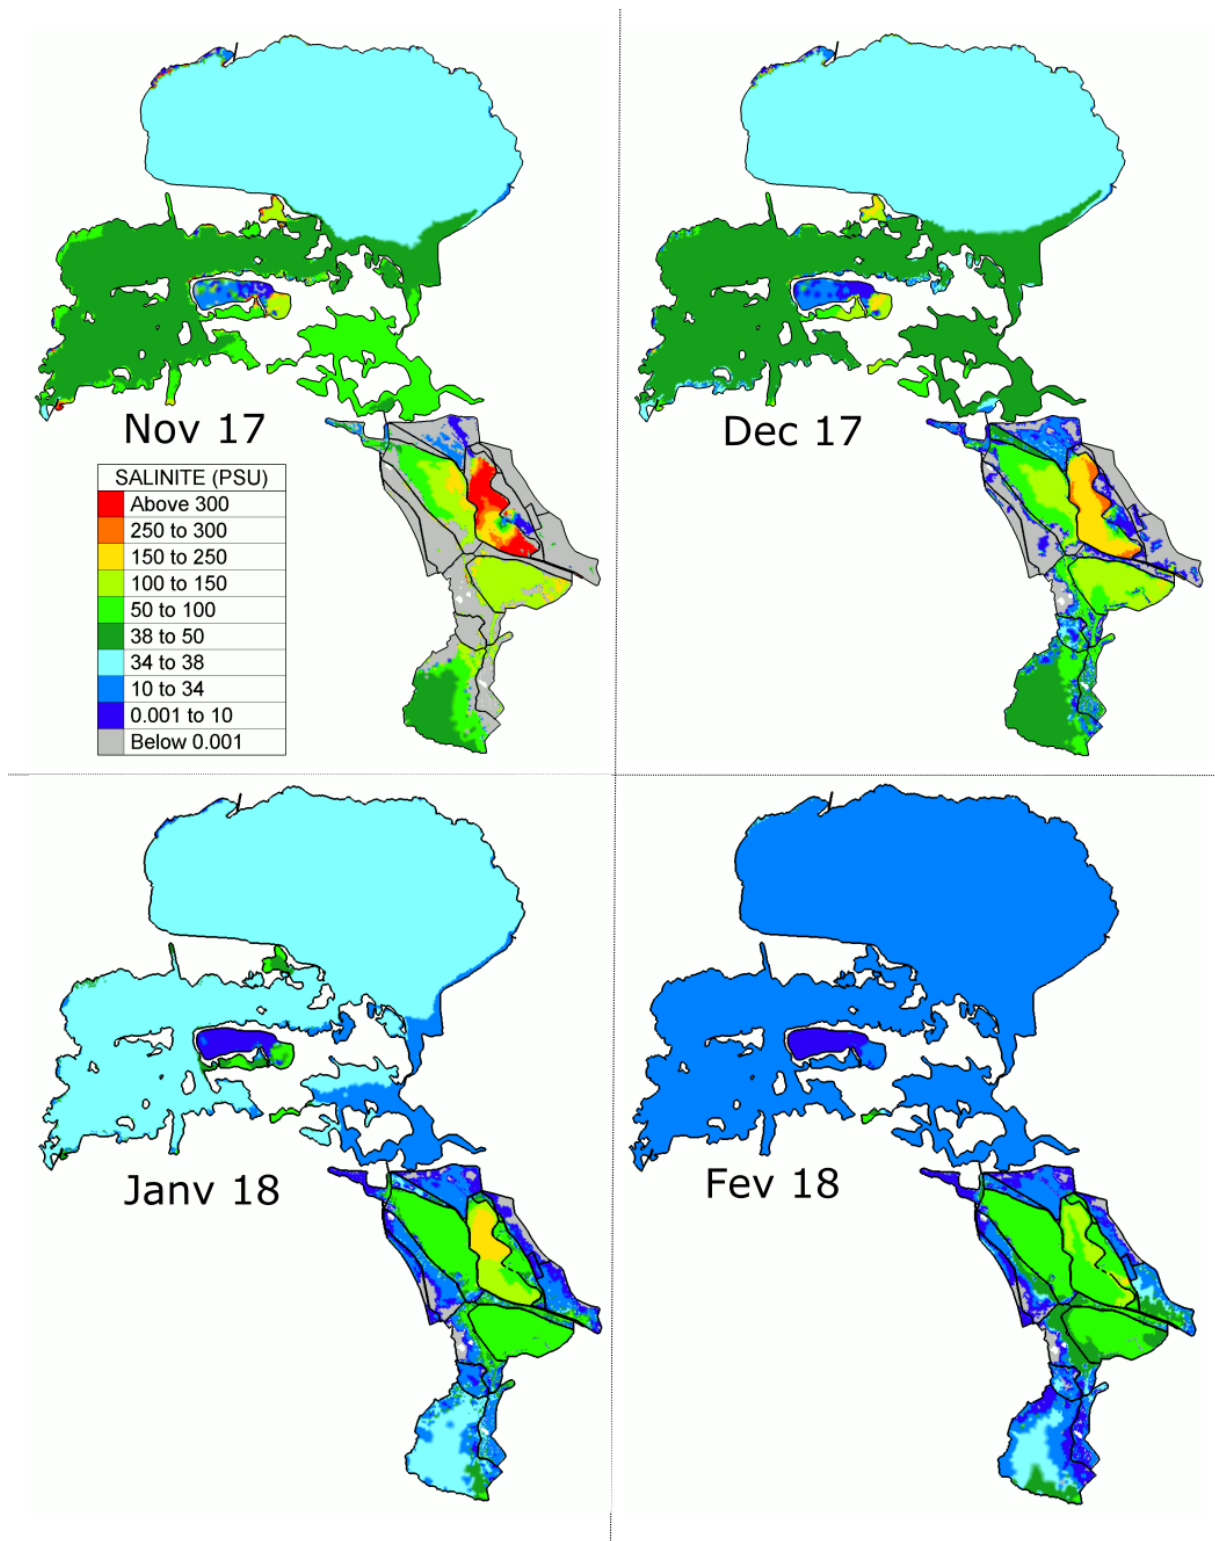 Nov 17
Dec 17
SALINITE (PSU)
Above 300
250 to 300
150 to 250
100 to 150
50 to 100
38 to 50
34 to 38
10 to 34
0.001 to 10
Below 0.001
Janv 18
Fev 18